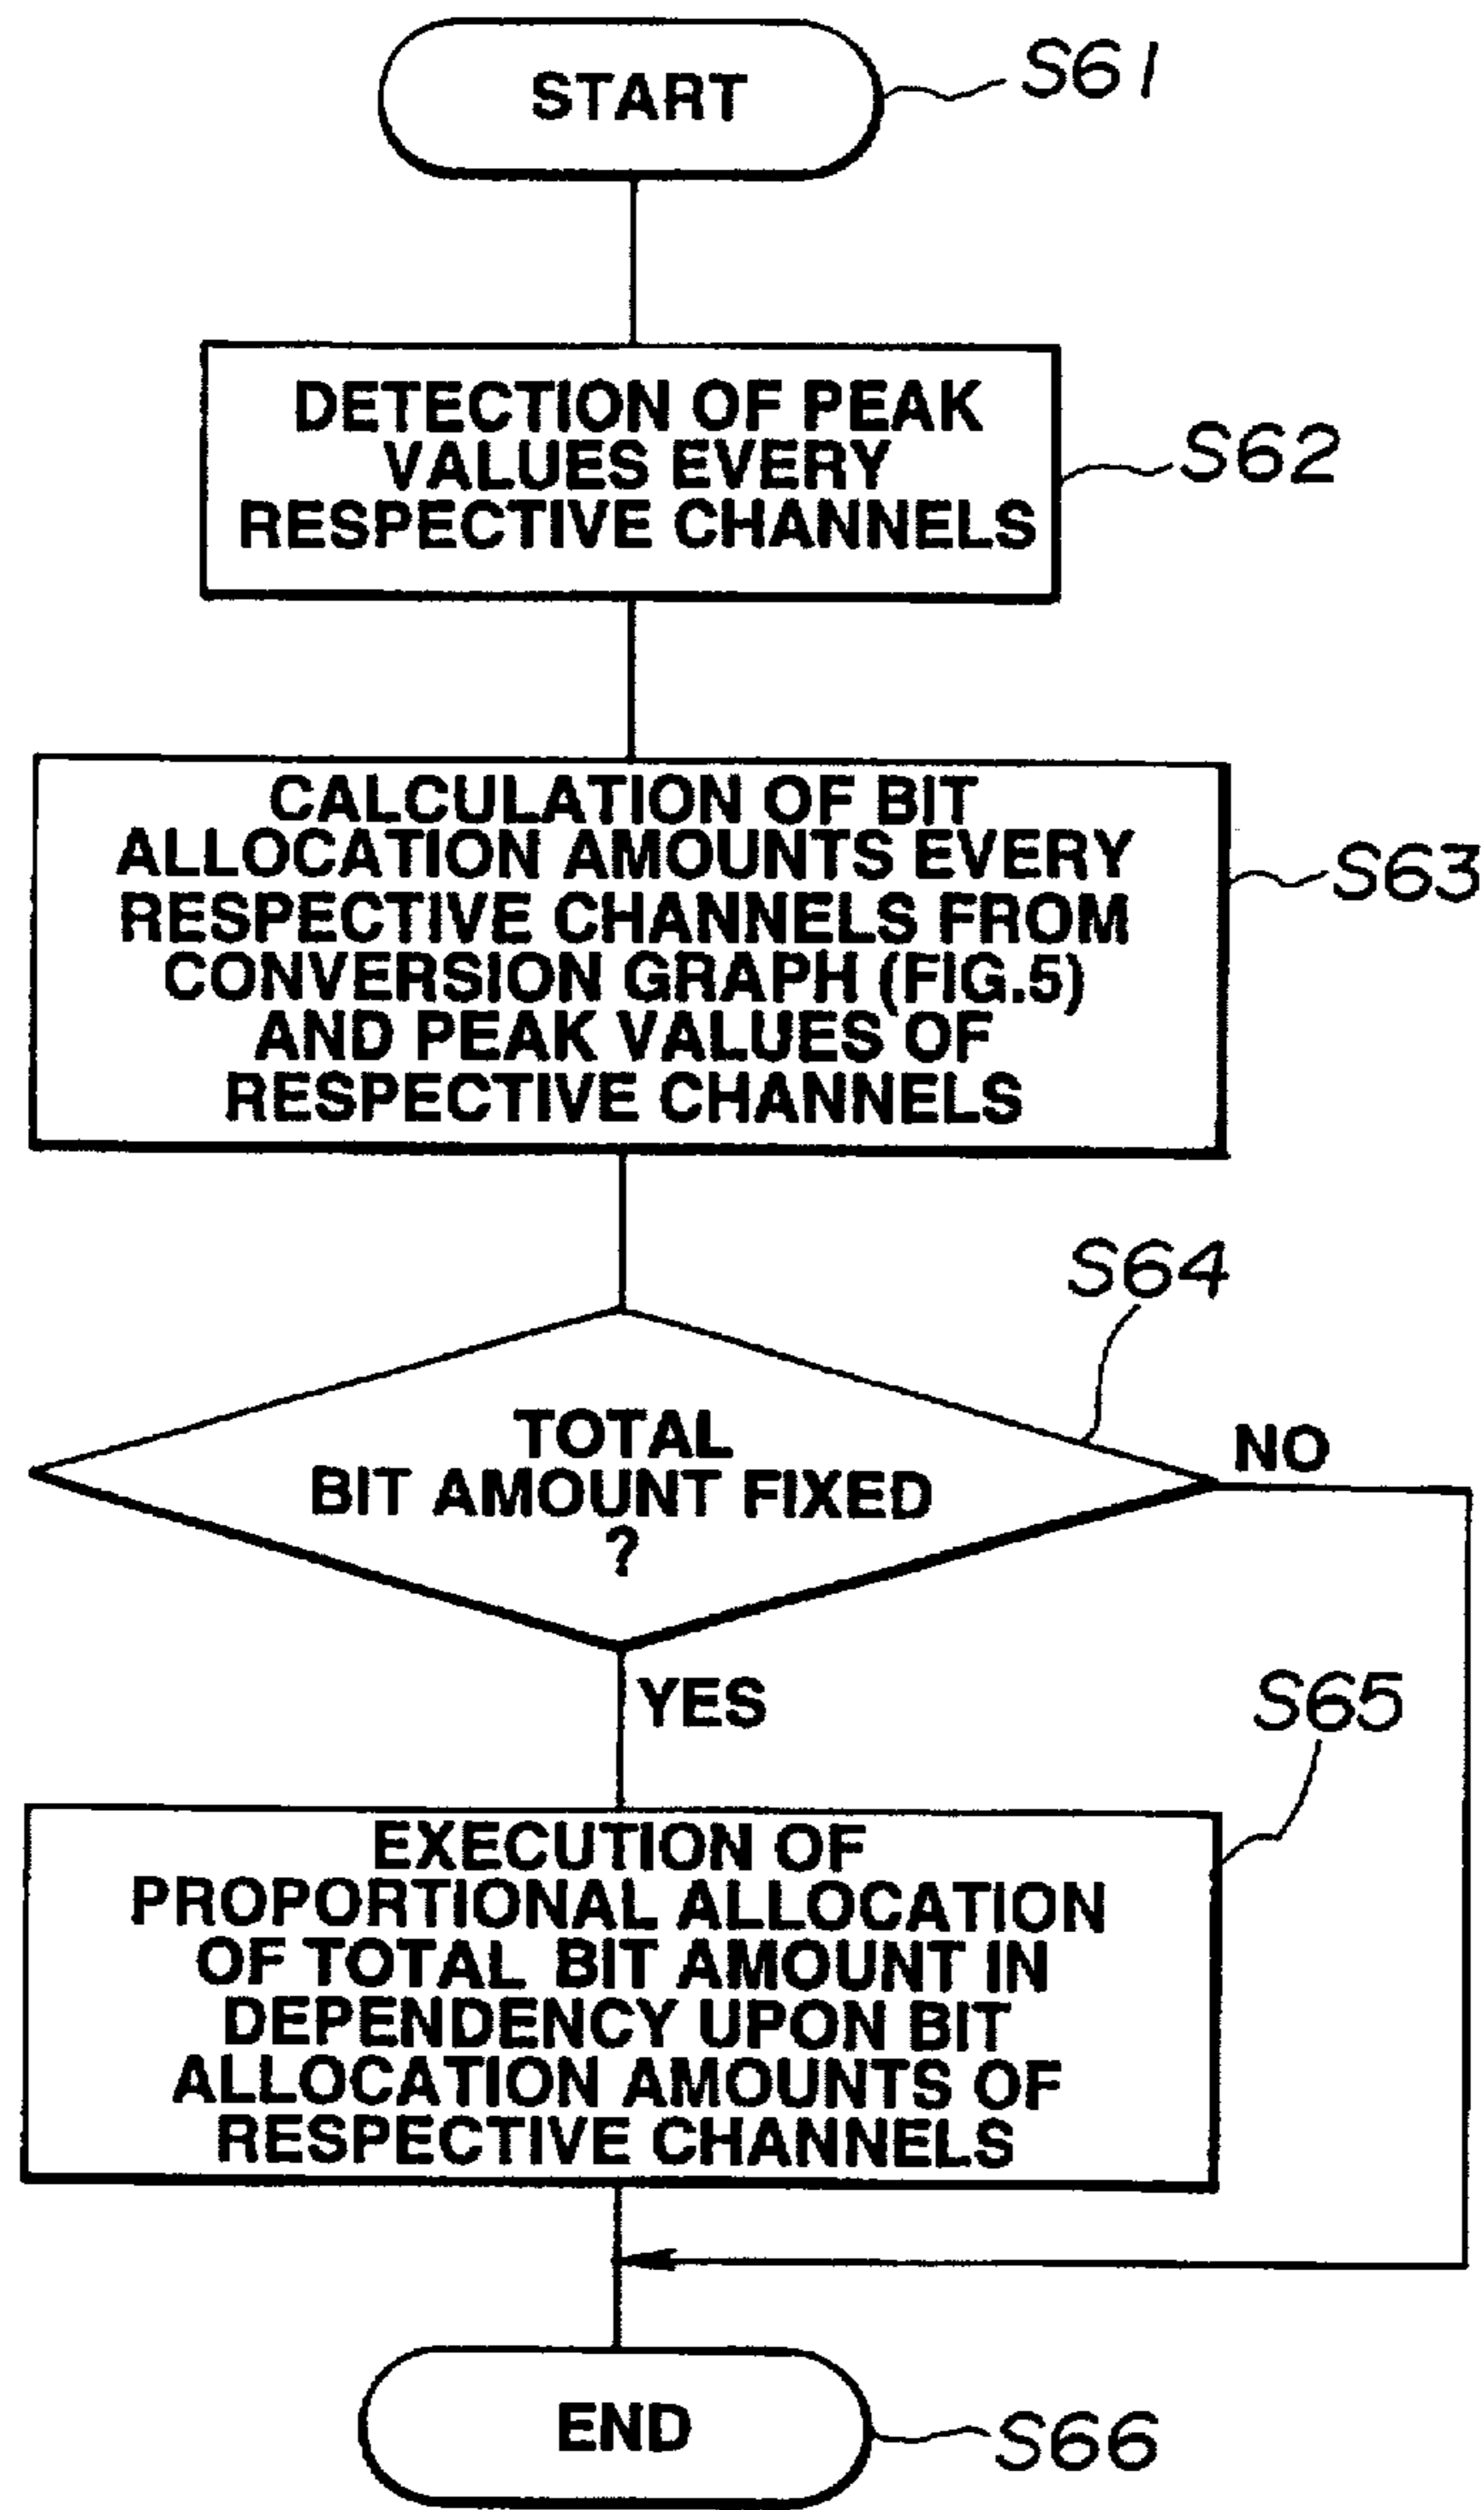 START
S61
DETECTION OF PEAK
VALUES EVERY
RESPECTIVE CHANNELS
S62
CALCULATION OF BIT
ALLOCATION AMOUNTS EVERY
RESPECTIVE CHANNELS FROM
CONVERSION GRAPH (FIG.5)
AND PEAK VALUES OF
RESPECTIVE CHANNELS
S63
S64
TOTAL
BIT AMOUNT FIXED
?
NO
YES
S65
EXECUTION OF
PROPORTIONAL ALLOCATION
OF TOTAL BIT AMOUNT IN
DEPENDENCY UPON BIT
ALLOCATION AMOUNTS OF
RESPECTIVE CHANNELS
END
S66